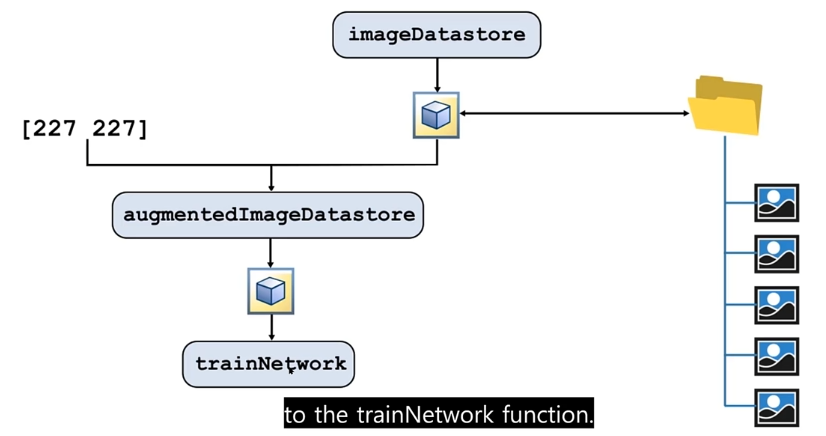 imageDatastore
[227 227]
augmentedImageDatastore
trainNetwork
to the trainNetwork function.